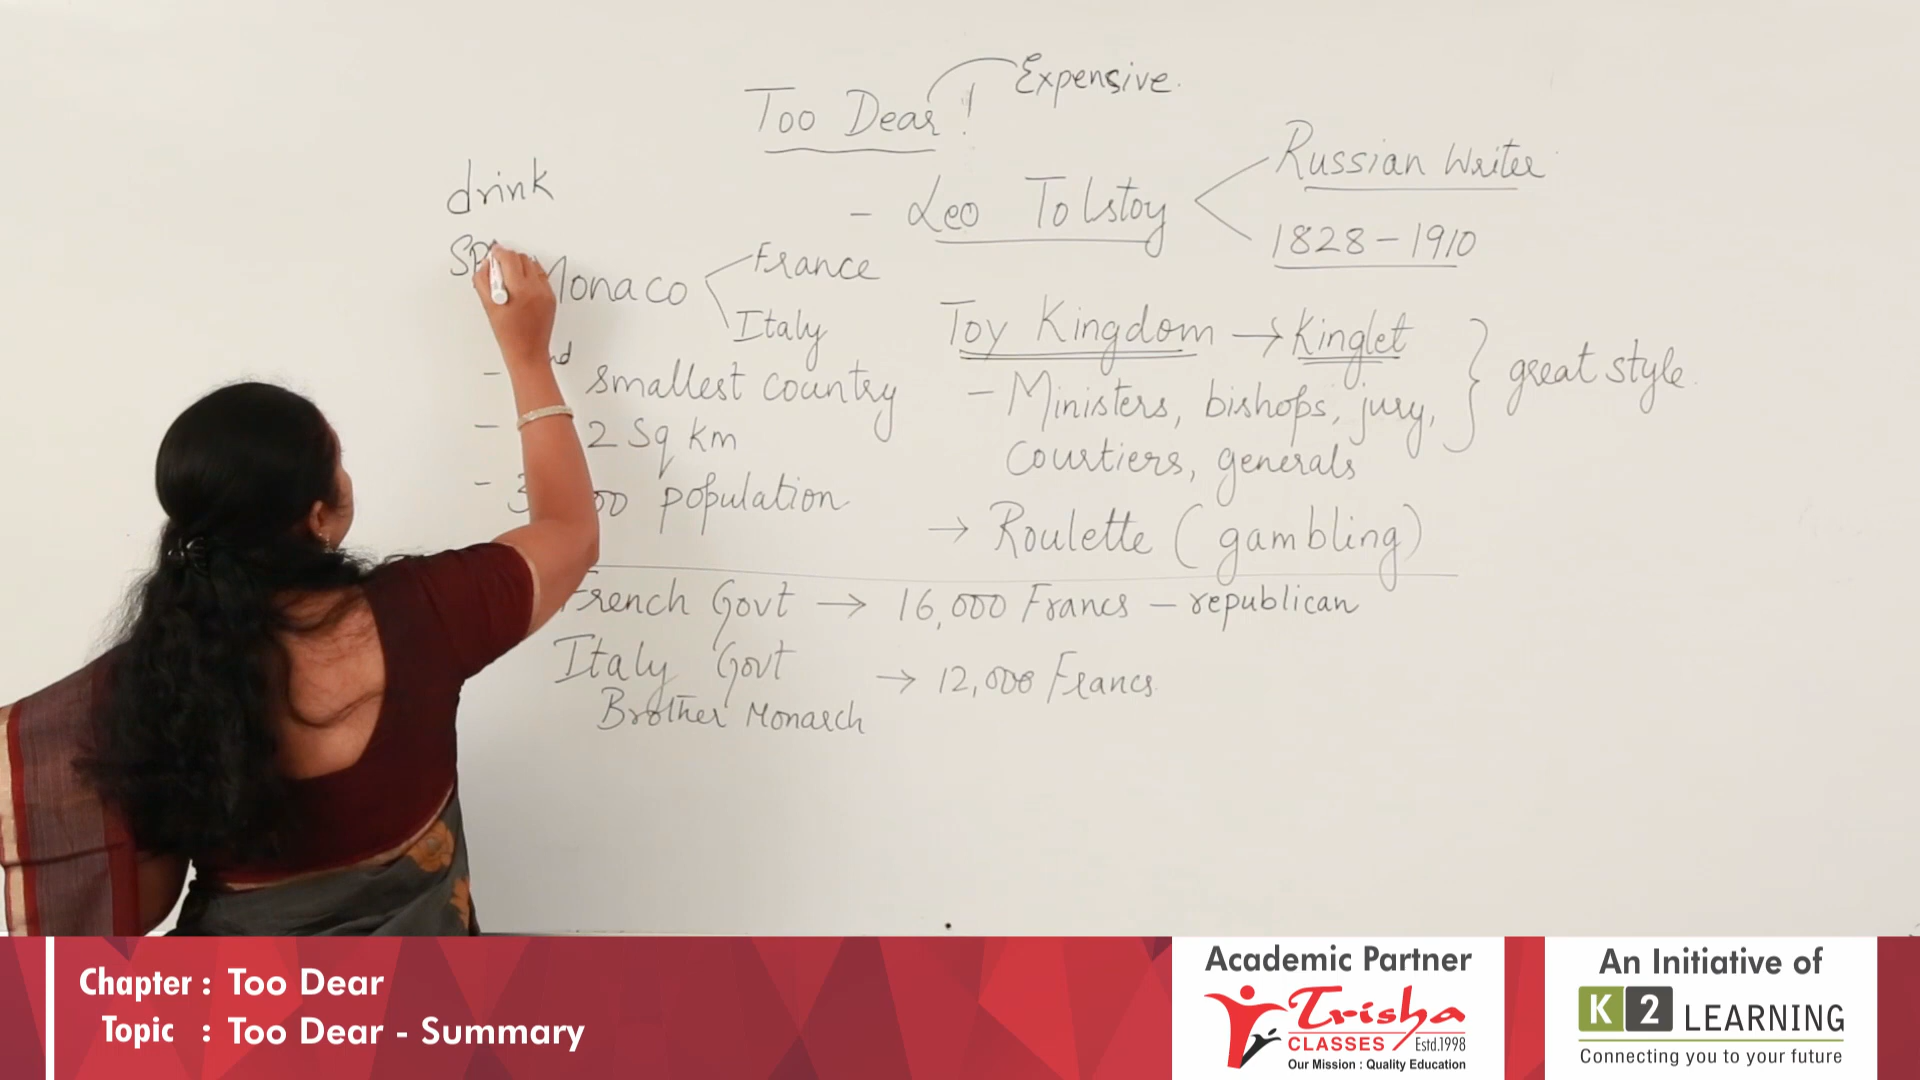 Expensive.
Too Dear!
drink
Russian Writer
- Leo Tolstoy
1828-1910
Monaco
France
Italy
Toy Kingdom → Kinglet
- smallest country
- Ministers, bishops, jury,
courtiers, generals
great style
- 2 Sq km
- population
→ Roulette (gambling)
French Govt → 16,000 Francs - republican
Italy Govt → 12,000 Francs
Brother Monarch
Chapter : Too Dear
Topic : Too Dear - Summary
Academic Partner
Trisha
CLASSES Estd.1998
Our Mission : Quality Education
An Initiative of
K2 LEARNING
Connecting you to your future